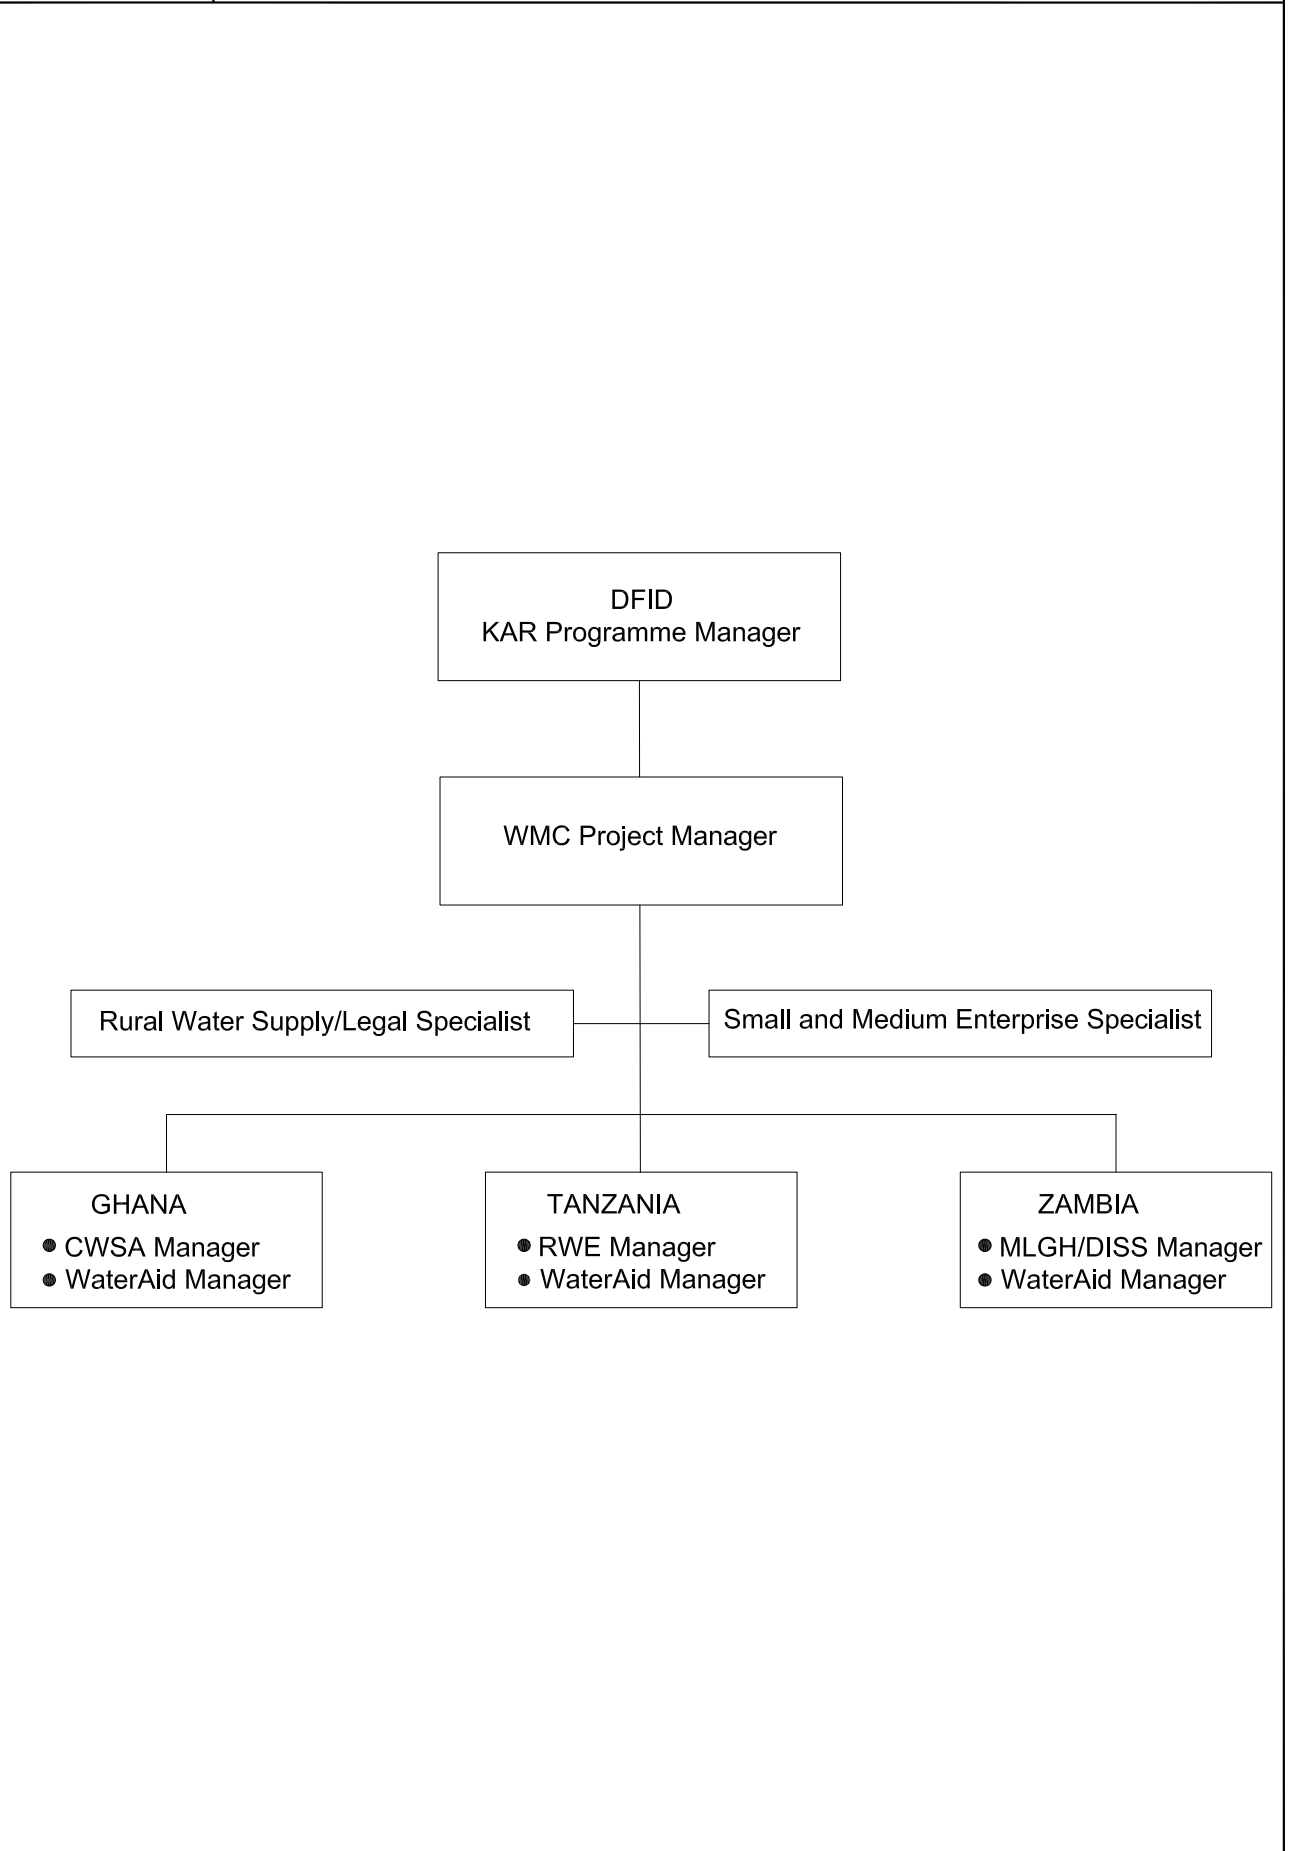 DFID
KAR Programme Manager
WMC Project Manager
Rural Water Supply/Legal Specialist
Small and Medium Enterprise Specialist
GHANA
CWSA Manager
WaterAid Manager
TANZANIA
RWE Manager
WaterAid Manager
ZAMBIA
MLGH/DISS Manager
WaterAid Manager